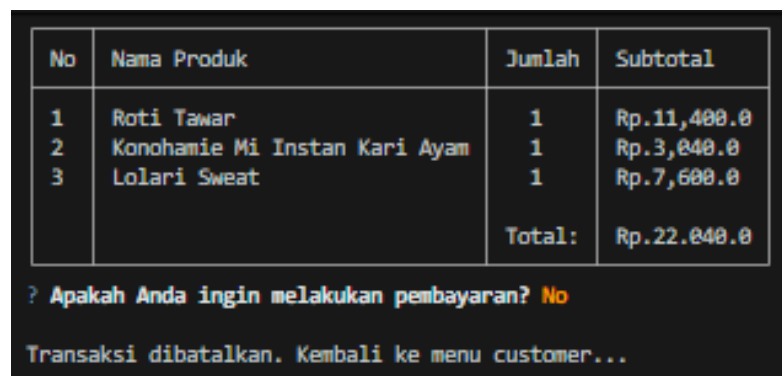 No Nama Produk Jumlah Subtotal
1 Roti Tawar 1 Rp.11,400.0
2 Konohamie Mi Instan Kari Ayam 1 Rp.3,040.0
3 Lolari Sweat 1 Rp.7,600.0
Total: Rp.22.040.0
? Apakah Anda ingin melakukan pembayaran? No
Transaksi dibatalkan. Kembali ke menu customer...